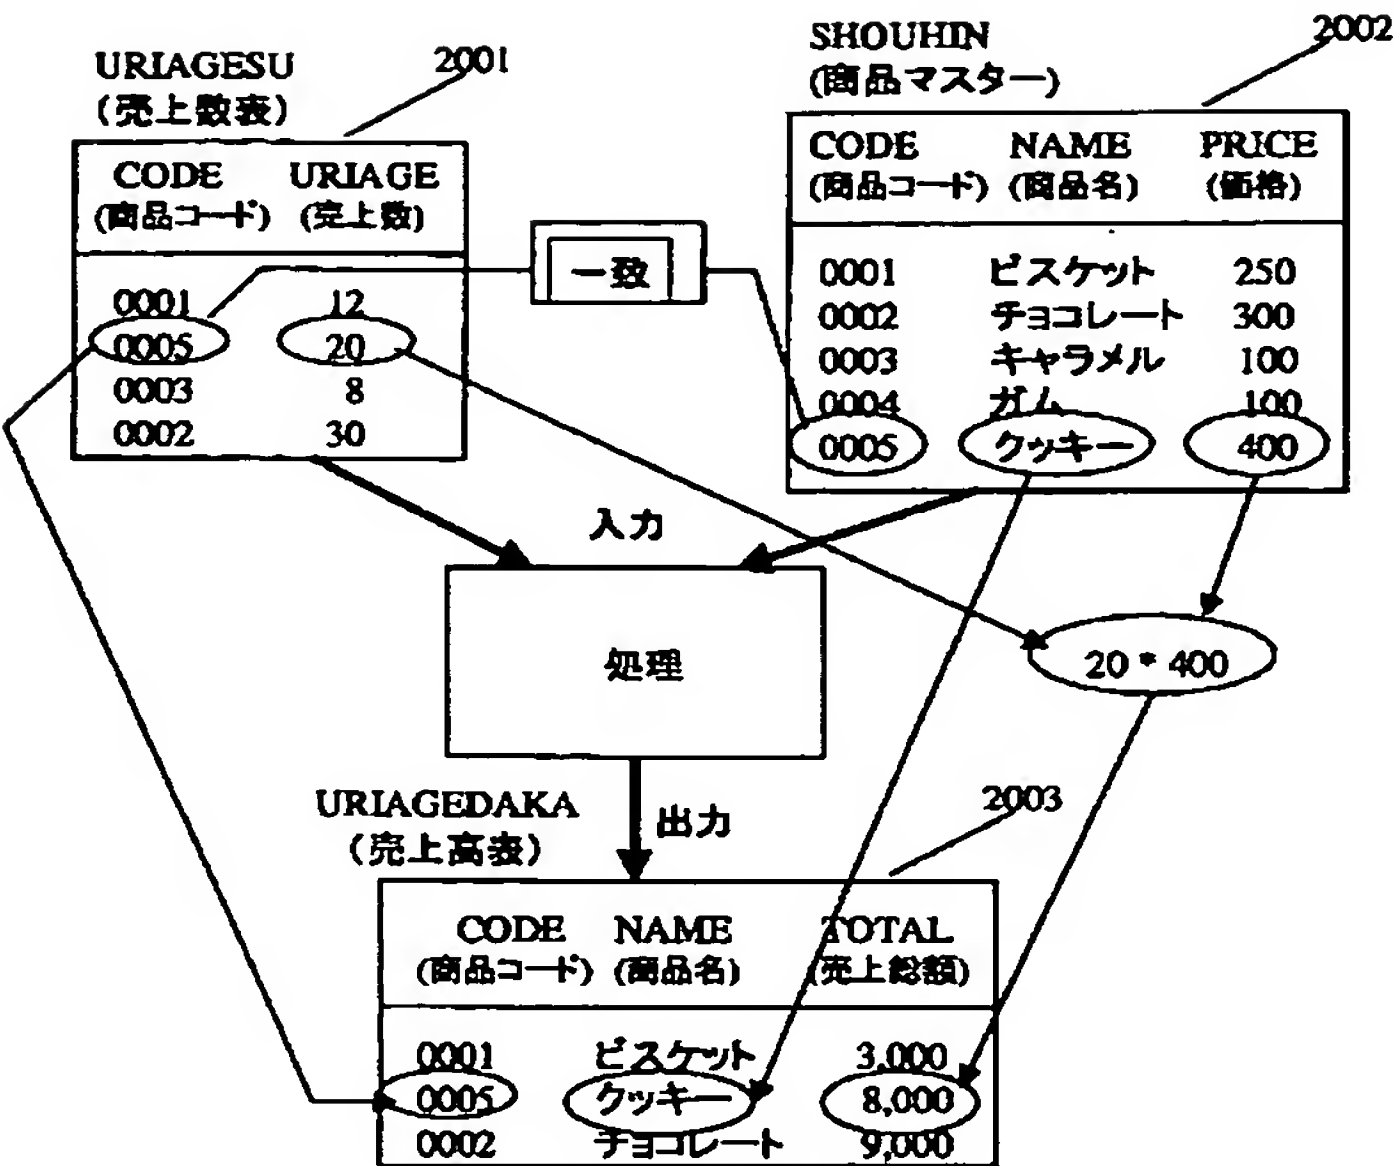 URIAGESU
(売上数表)
2001
CODE URIAGE
(商品コード) (売上数)
0001 12
0005 20
0003 8
0002 30
一致
SHOUHIN
(商品マスター)
2002
CODE NAME PRICE
(商品コード) (商品名) (価格)
0001 ビスケット 250
0002 チョコレート 300
0003 キャラメル 100
0004 ガム 100
0005 クッキー 400
入力
処理
20 * 400
出力
URIAGEDAKA
(売上高表)
2003
CODE NAME TOTAL
(商品コード) (商品名) (売上総額)
0001 ビスケット 3,000
0005 クッキー 8,000
0002 チョコレート 9,000